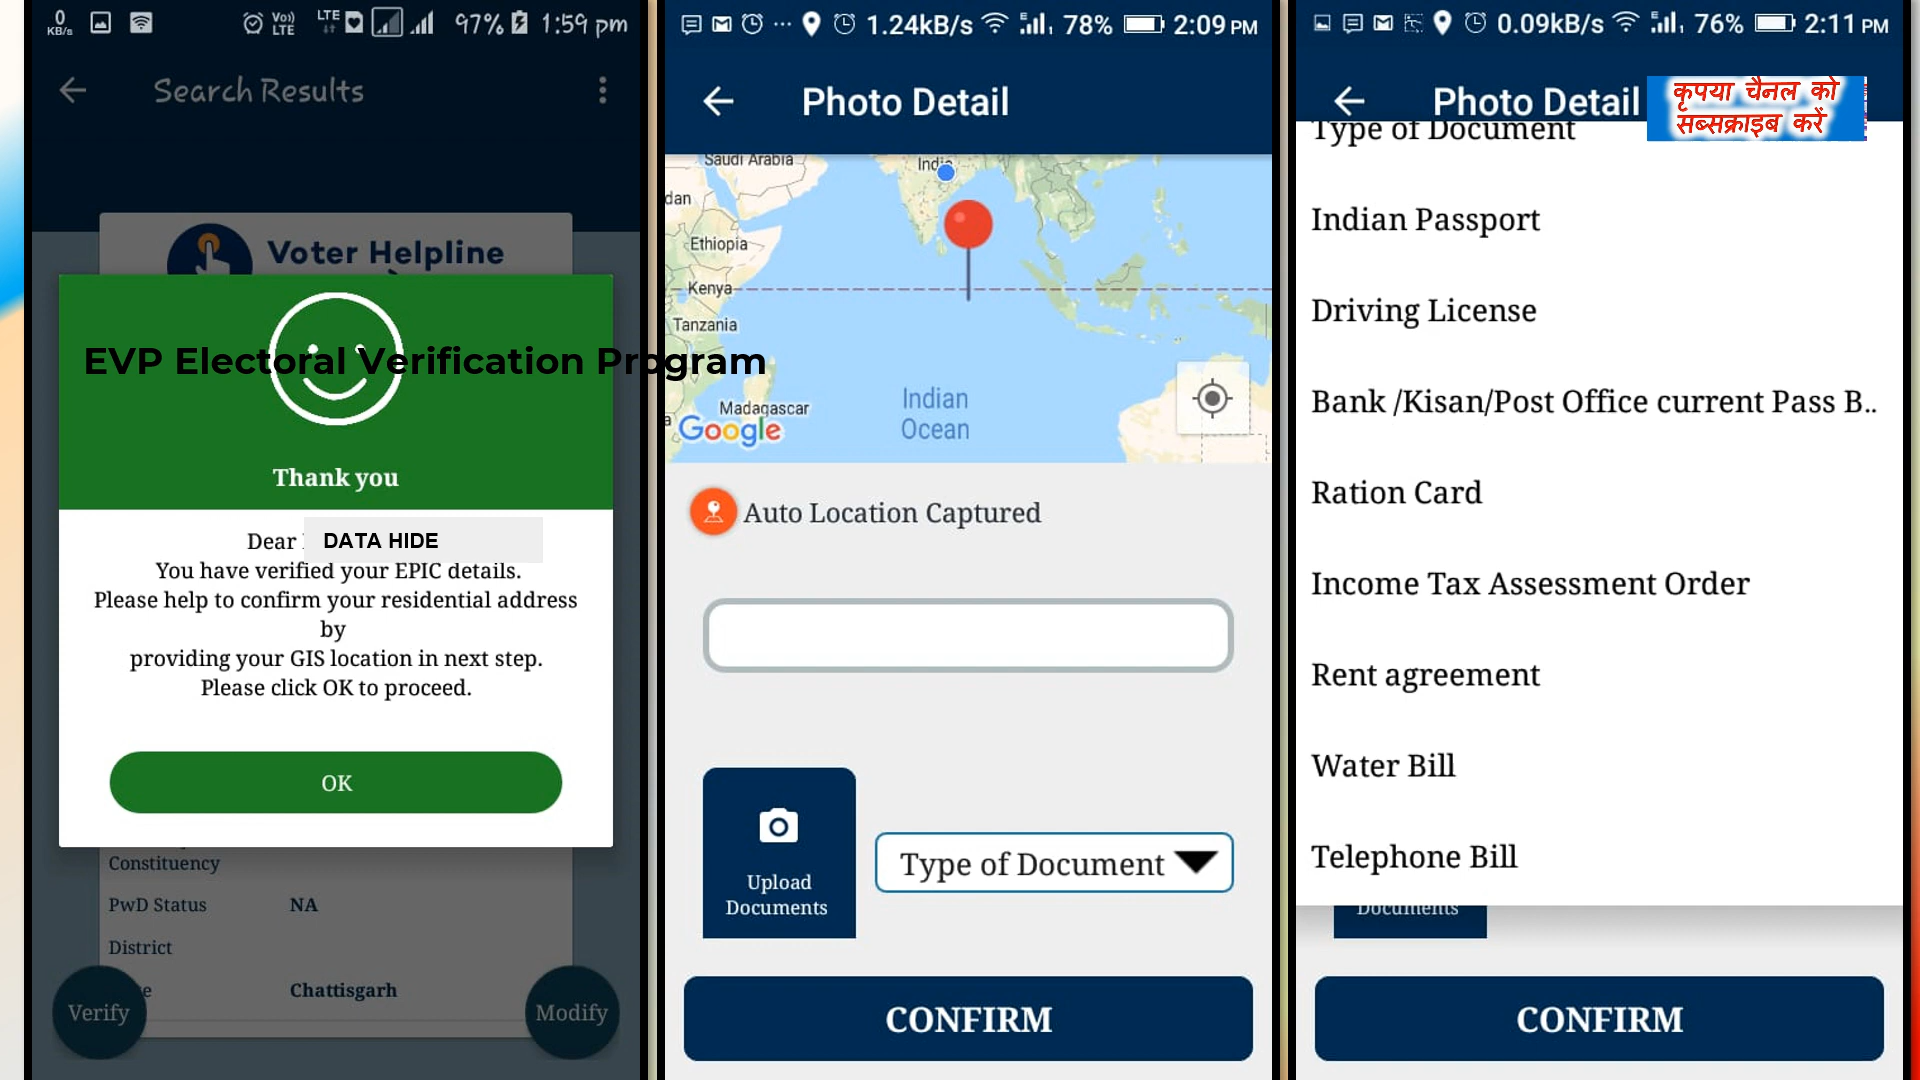 0
KB/s
Vo)
LTE
LTE
97%
1:59 pm
Search Results
Voter Helpline
EVP Electoral Verification Program
Thank you
Dear
DATA HIDE
You have verified your EPIC details.
Please help to confirm your residential address
by
providing your GIS location in next step.
Please click OK to proceed.
OK
Constituency
PwD Status NA
District
Chattisgarh
Verify
Modify
1.24kB/s
78%
2:09 PM
Photo Detail
Saudi Arabia
India
dan
Ethiopia
Kenya
Tanzania
Madagascar
Indian
Ocean
Google
Auto Location Captured
Upload
Documents
Type of Document
CONFIRM
0.09kB/s
76%
2:11 PM
Photo Detail
कृपया चैनल को
सब्सक्राइब करें
Type of Document
Indian Passport
Driving License
Bank /Kisan/Post Office current Pass B..
Ration Card
Income Tax Assessment Order
Rent agreement
Water Bill
Telephone Bill
Documents
CONFIRM